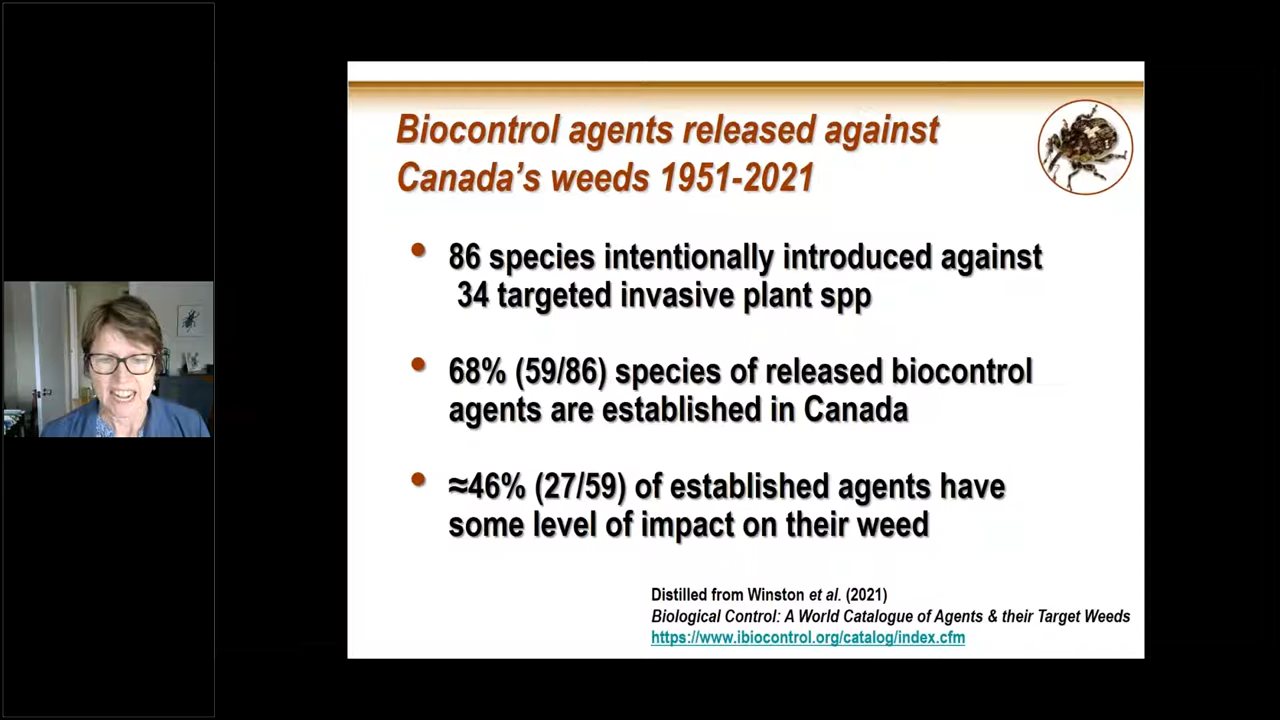 Biocontrol agents released against
Canada's weeds 1951-2021
• 86 species intentionally introduced against
34 targeted invasive plant spp
• 68% (59/86) species of released biocontrol
agents are established in Canada
• ≈46% (27/59) of established agents have
some level of impact on their weed
Distilled from Winston et al. (2021)
Biological Control: A World Catalogue of Agents & their Target Weeds
https://www.ibiocontrol.org/catalog/index.cfm